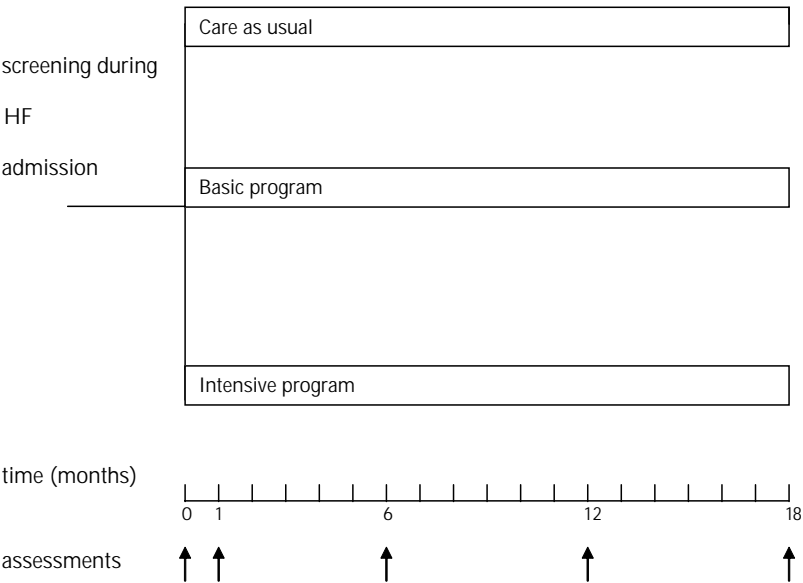 Care as usual
screening during
HF
admission
Basic program
Intensive program
time (months)
0 1 6 12 18
assessments